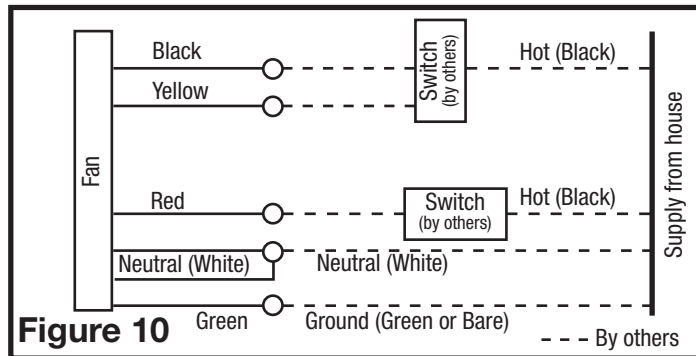 Black
Switch
(by others)
Hot (Black)
Yellow
Fan
Supply from house
Red
Switch
(by others)
Hot (Black)
Neutral (White)
Neutral (White)
Green
Ground (Green or Bare)
Figure 10
By others